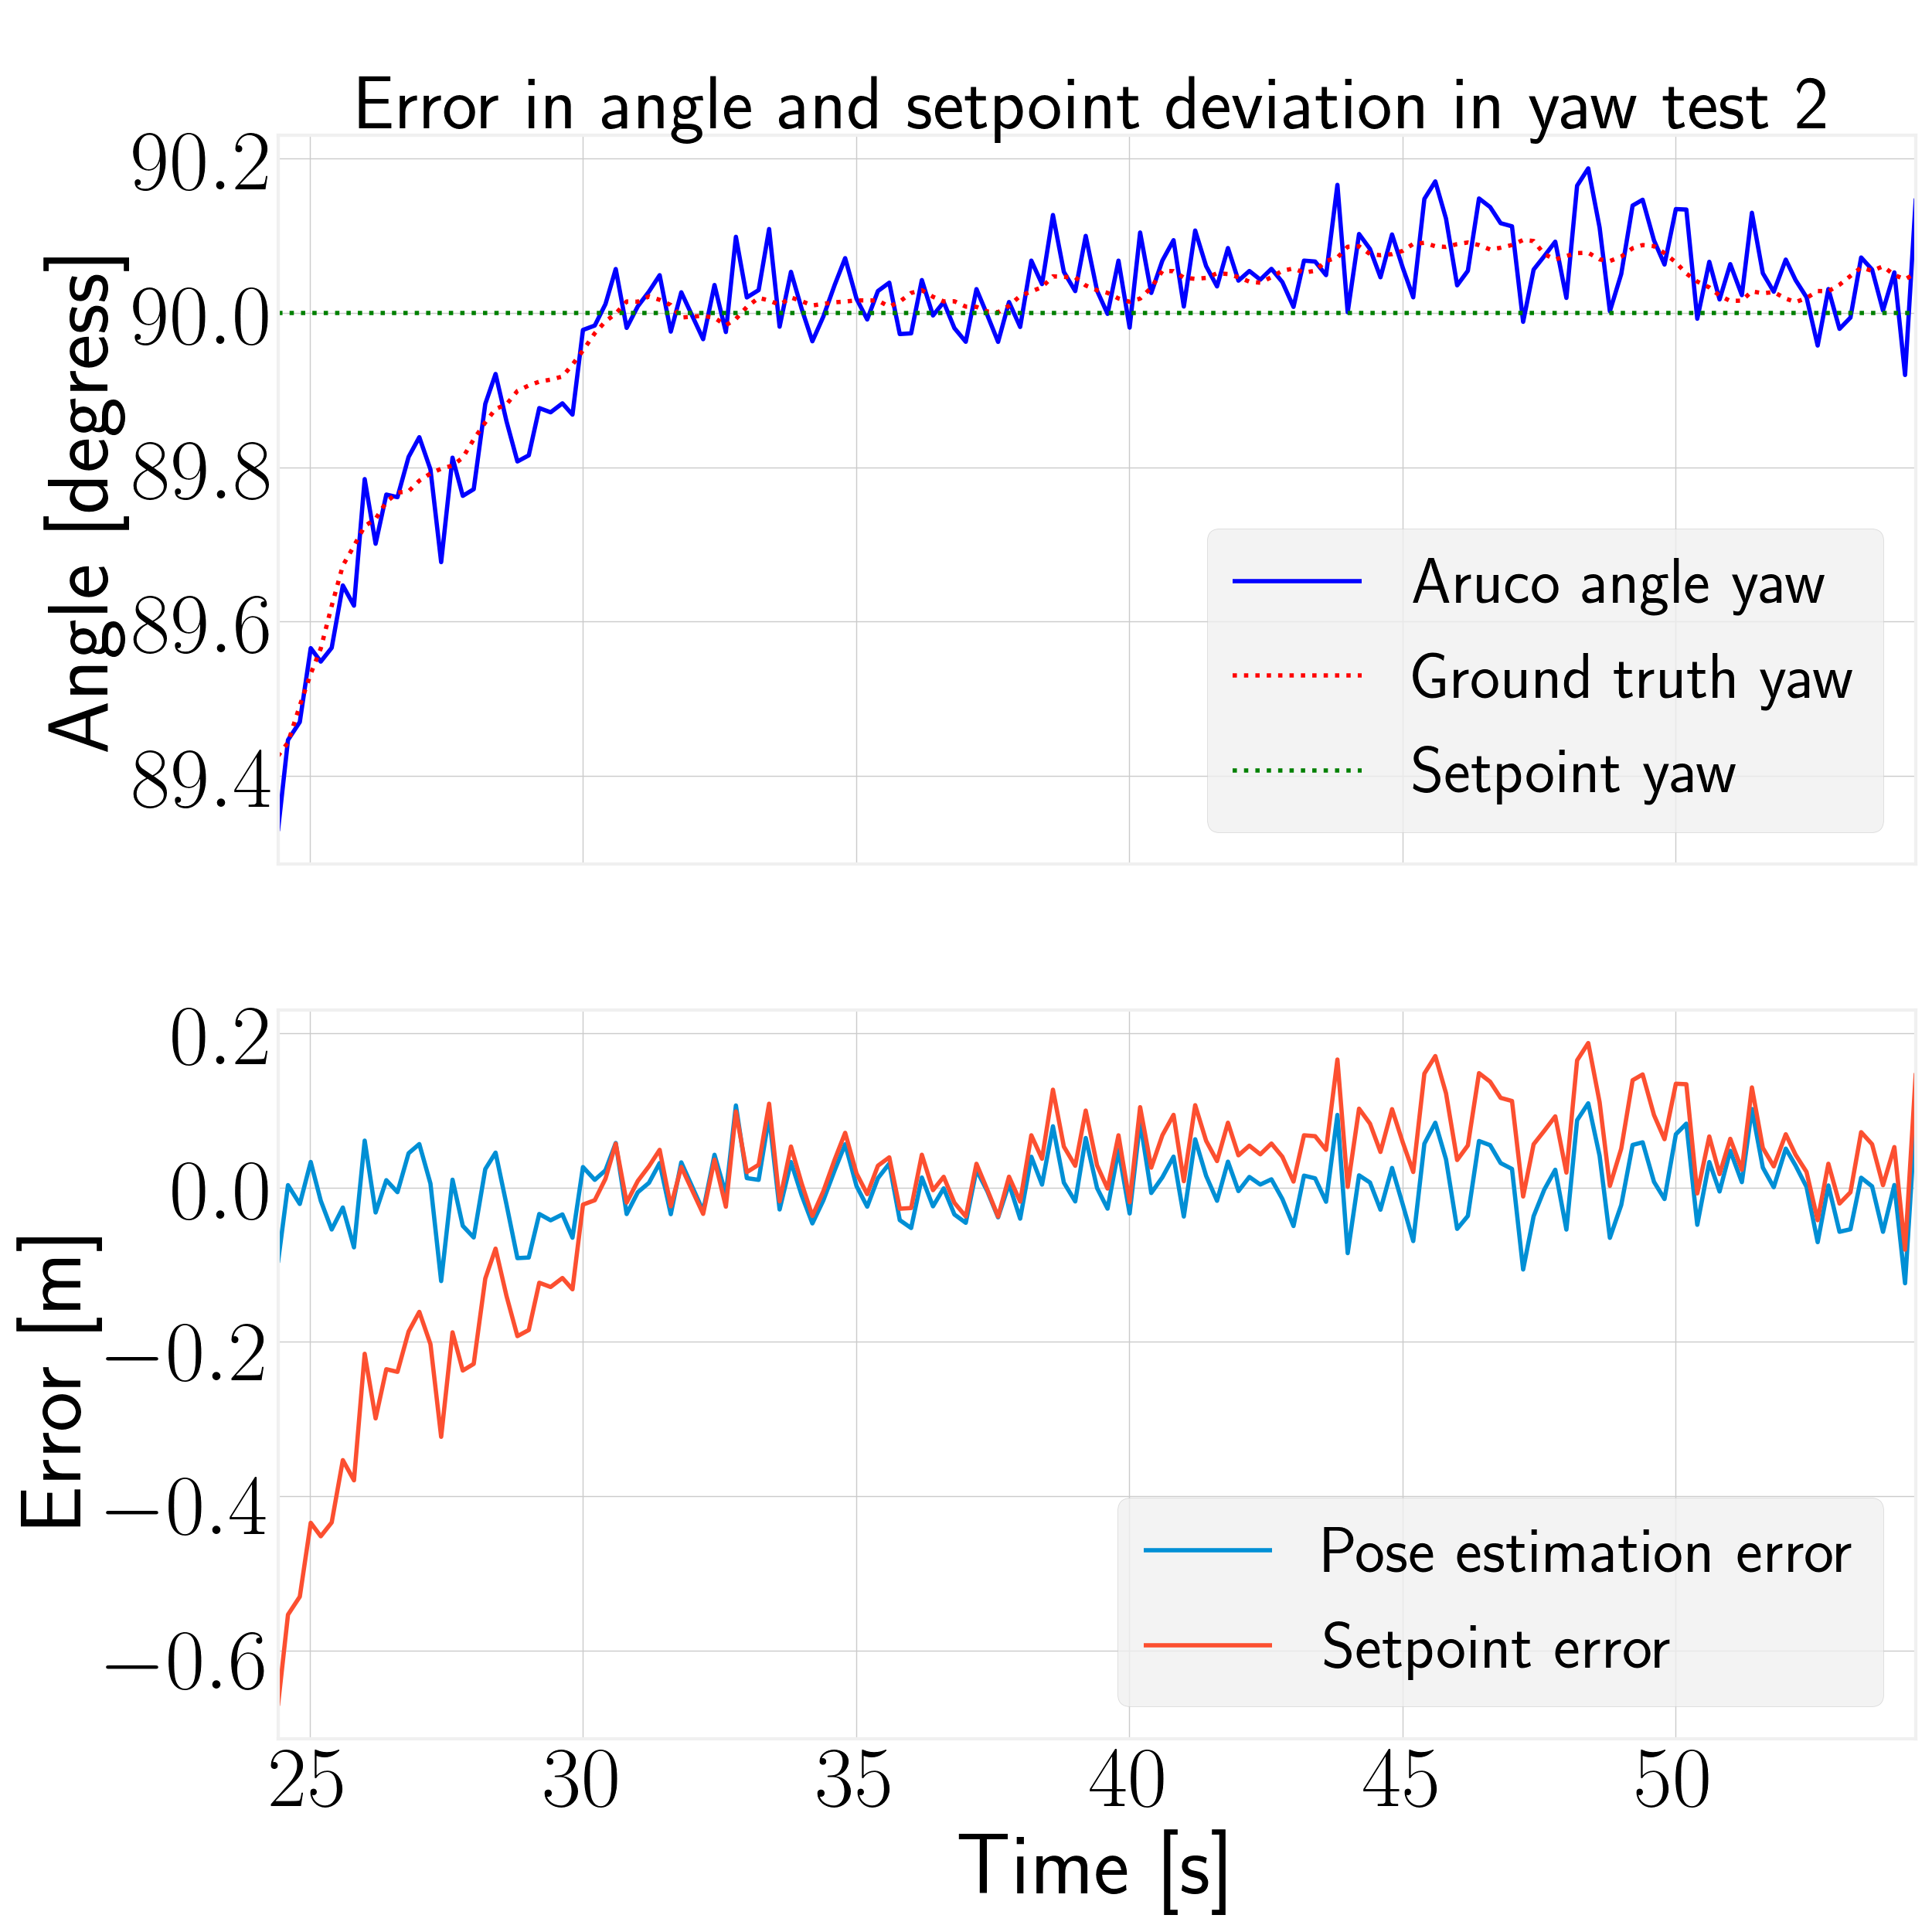 Error in angle and setpoint deviation in yaw test 2
Angle [degress]
90.2
90.0
89.8
89.6
89.4
Aruco angle yaw
Ground truth yaw
Setpoint yaw
Error [m]
0.2
0.0
−0.2
−0.4
−0.6
Pose estimation error
Setpoint error
25 30 35 40 45 50
Time [s]